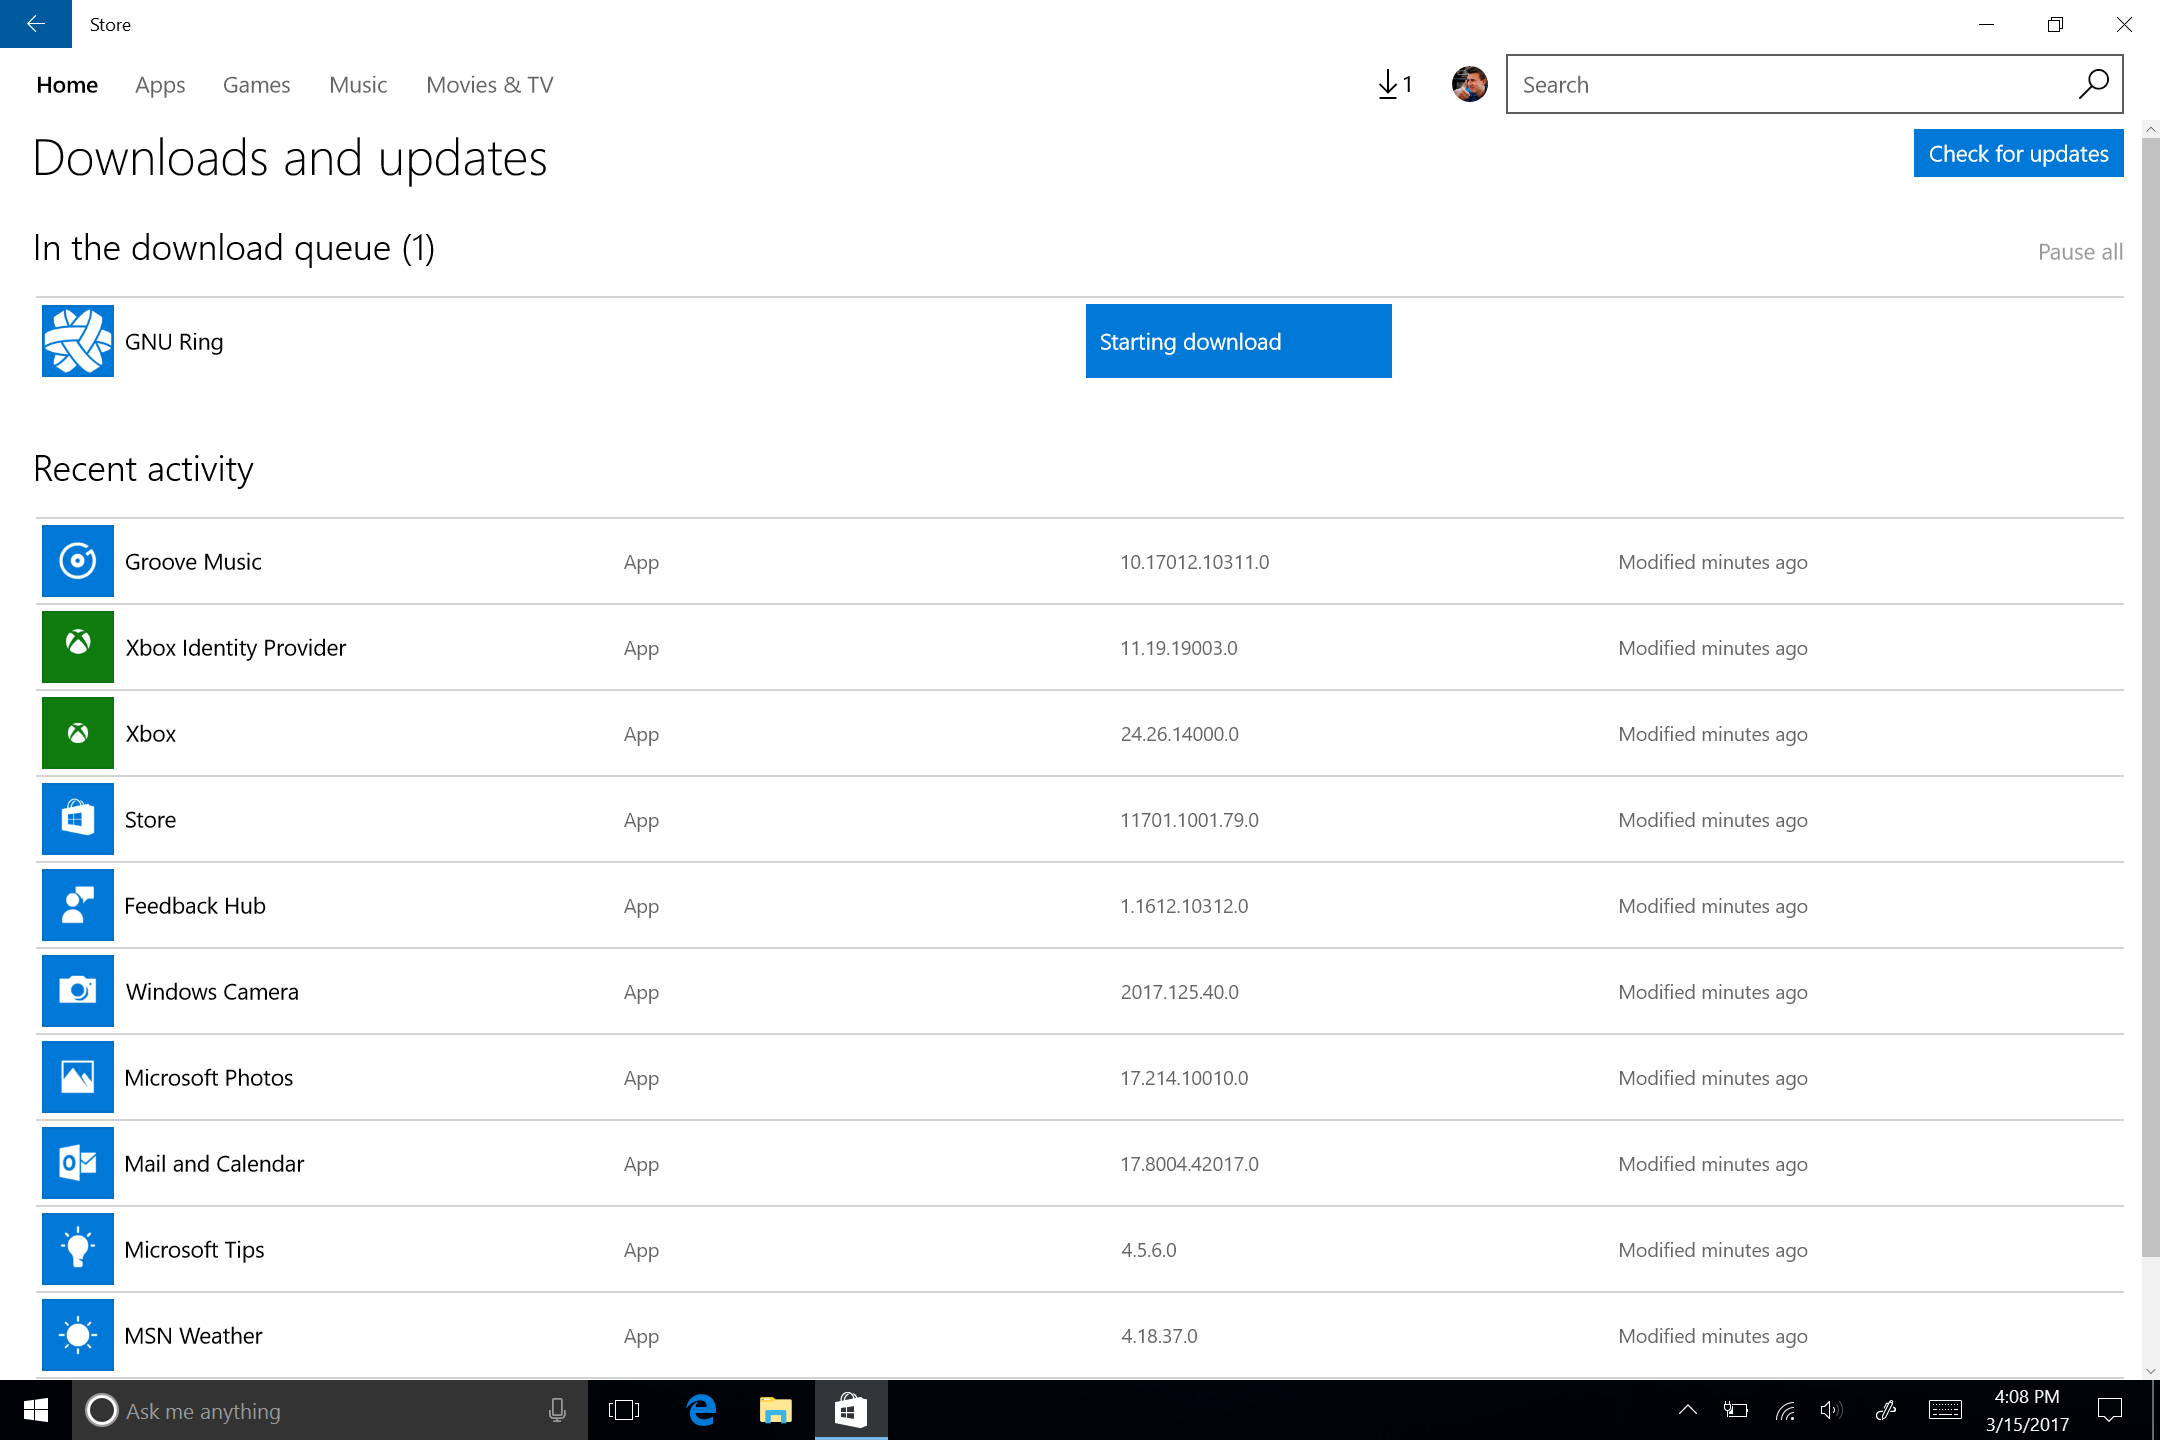 Store
Home Apps Games Music Movies & TV 1 Search
Downloads and updates Check for updates
In the download queue (1) Pause all
GNU Ring Starting download
Recent activity
Groove Music App 10.17012.10311.0 Modified minutes ago
Xbox Identity Provider App 11.19.19003.0 Modified minutes ago
Xbox App 24.26.14000.0 Modified minutes ago
Store App 11701.1001.79.0 Modified minutes ago
Feedback Hub App 1.1612.10312.0 Modified minutes ago
Windows Camera App 2017.125.40.0 Modified minutes ago
Microsoft Photos App 17.214.10010.0 Modified minutes ago
Mail and Calendar App 17.8004.42017.0 Modified minutes ago
Microsoft Tips App 4.5.6.0 Modified minutes ago
MSN Weather App 4.18.37.0 Modified minutes ago
Ask me anything
4:08 PM
3/15/2017